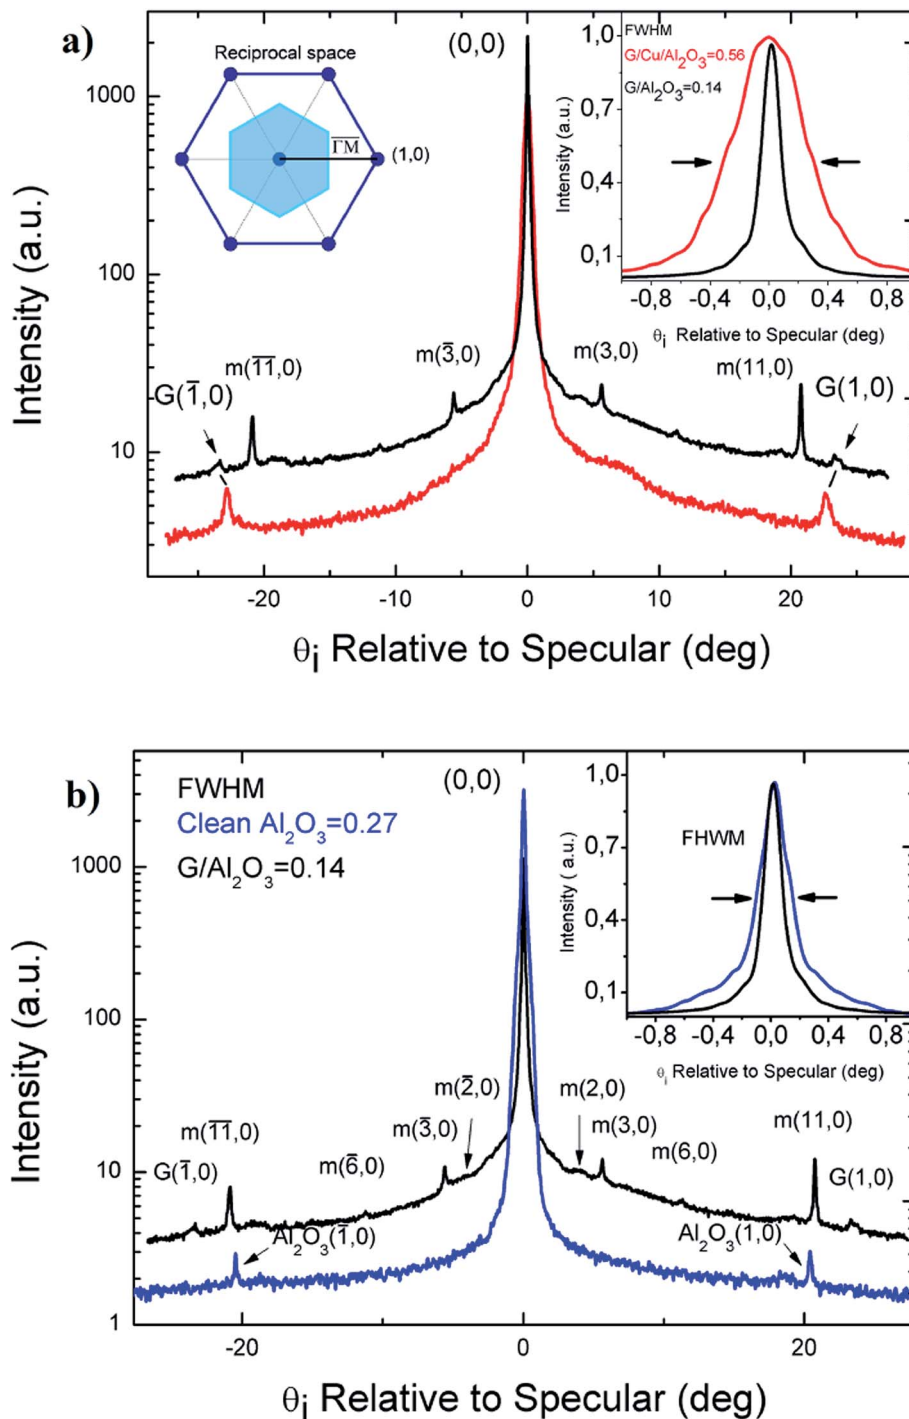 a)
Reciprocal space
Γ̅M̅
(1,0)
(0,0)
FWHM
G/Cu/Al₂O₃=0.56
G/Al₂O₃=0.14
1,0
0,7
0,4
0,1
Intensity (a.u.)
-0,8 -0,4 0,0 0,4 0,8
θᵢ Relative to Specular (deg)
1000
100
10
Intensity (a.u.)
G(1̅,0)
m(1̅1̅,0)
m(3̅,0)
m(3,0)
m(11,0)
G(1,0)
-20 -10 0 10 20
θᵢ Relative to Specular (deg)
b)
FWHM
Clean Al₂O₃=0.27
G/Al₂O₃=0.14
(0,0)
1,0
0,7
0,4
0,1
Intensity ( a.u.)
FHWM
-0,8 -0,4 0,0 0,4 0,8
θᵢ Relative to Specular (deg)
1000
100
10
1
Intensity (a.u.)
m(1̅1̅,0)
G(1̅,0)
m(6̅,0)
m(3̅,0)
m(2̅,0)
m(2,0)
m(3,0)
m(6,0)
m(11,0)
G(1,0)
Al₂O₃(1̅,0)
Al₂O₃(1,0)
-20 0 20
θᵢ Relative to Specular (deg)